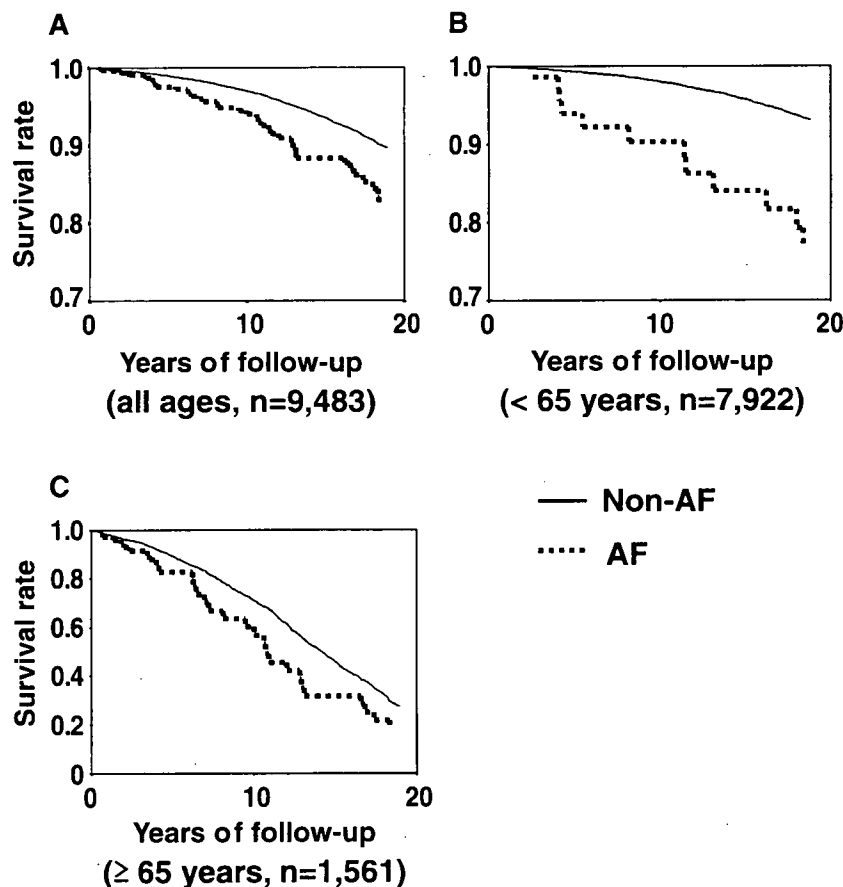 A
1.0
0.9
0.8
0.7
Survival rate
0
10
20
Years of follow-up
(all ages, n=9,483)
B
1.0
0.9
0.8
0.7
0
10
20
Years of follow-up
(< 65 years, n=7,922)
C
1.0
0.8
0.6
0.4
0.2
0
Survival rate
0
10
20
Years of follow-up
(≥ 65 years, n=1,561)
Non-AF
AF